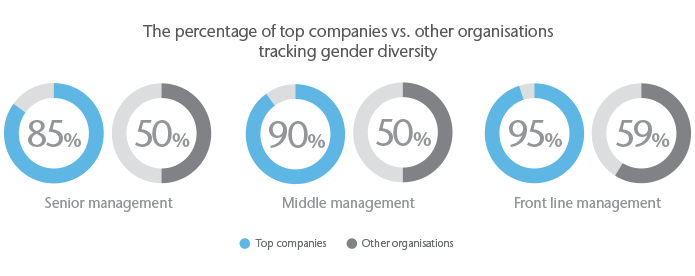 The percentage of top companies vs. other organisations
tracking gender diversity
85% 50% 90% 50% 95% 59%
Senior management Middle management Front line management
Top companies Other organisations